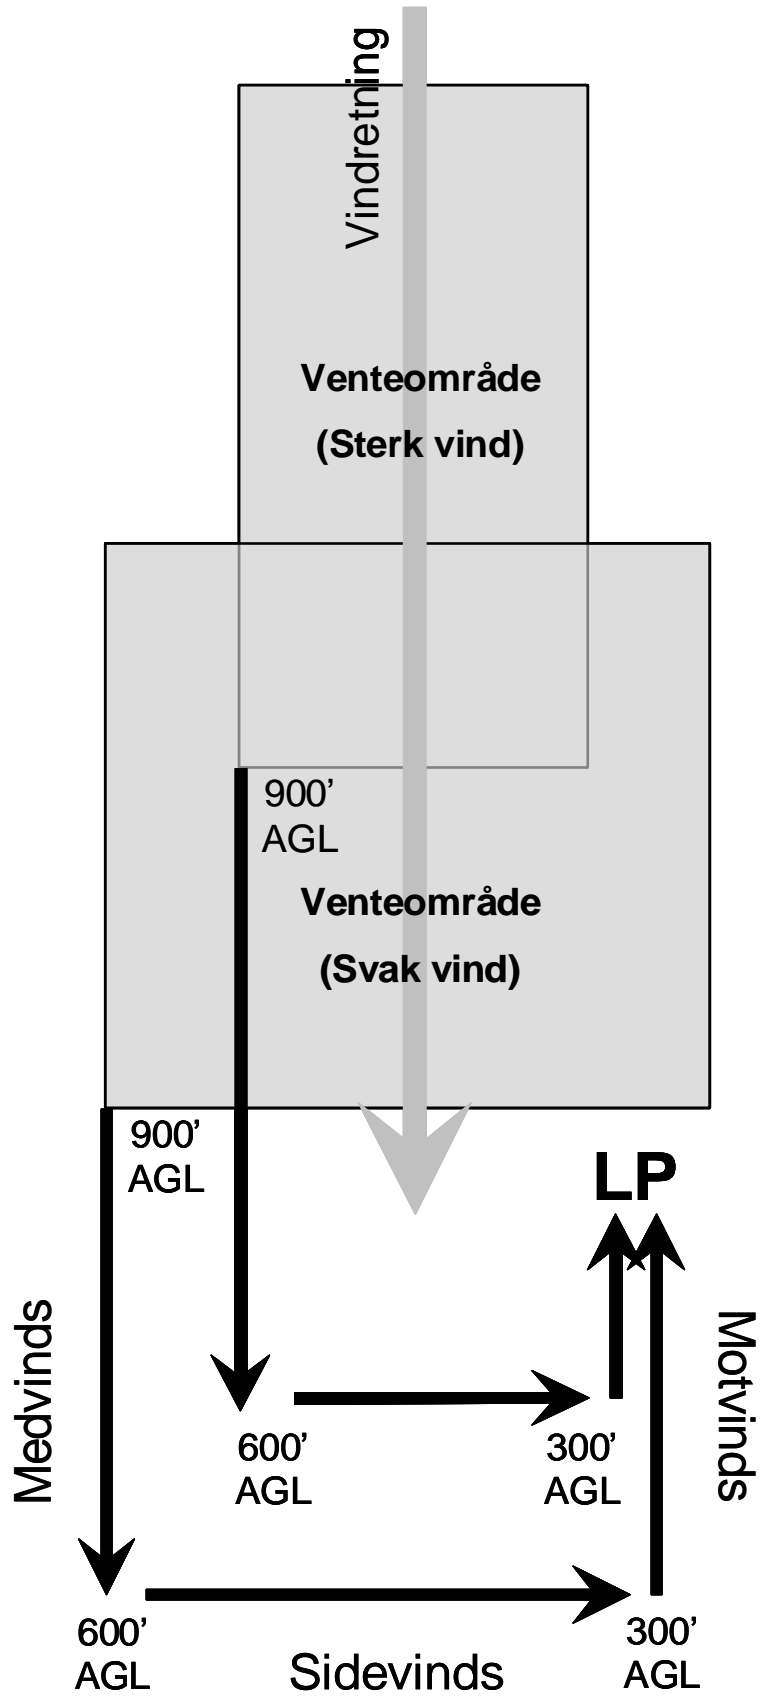 Vindretning
Venteområde
(Sterk vind)
900’
AGL
Venteområde
(Svak vind)
900’
AGL
LP
Medvinds
Motvinds
600’
AGL
300’
AGL
600’
AGL
Sidevinds
300’
AGL